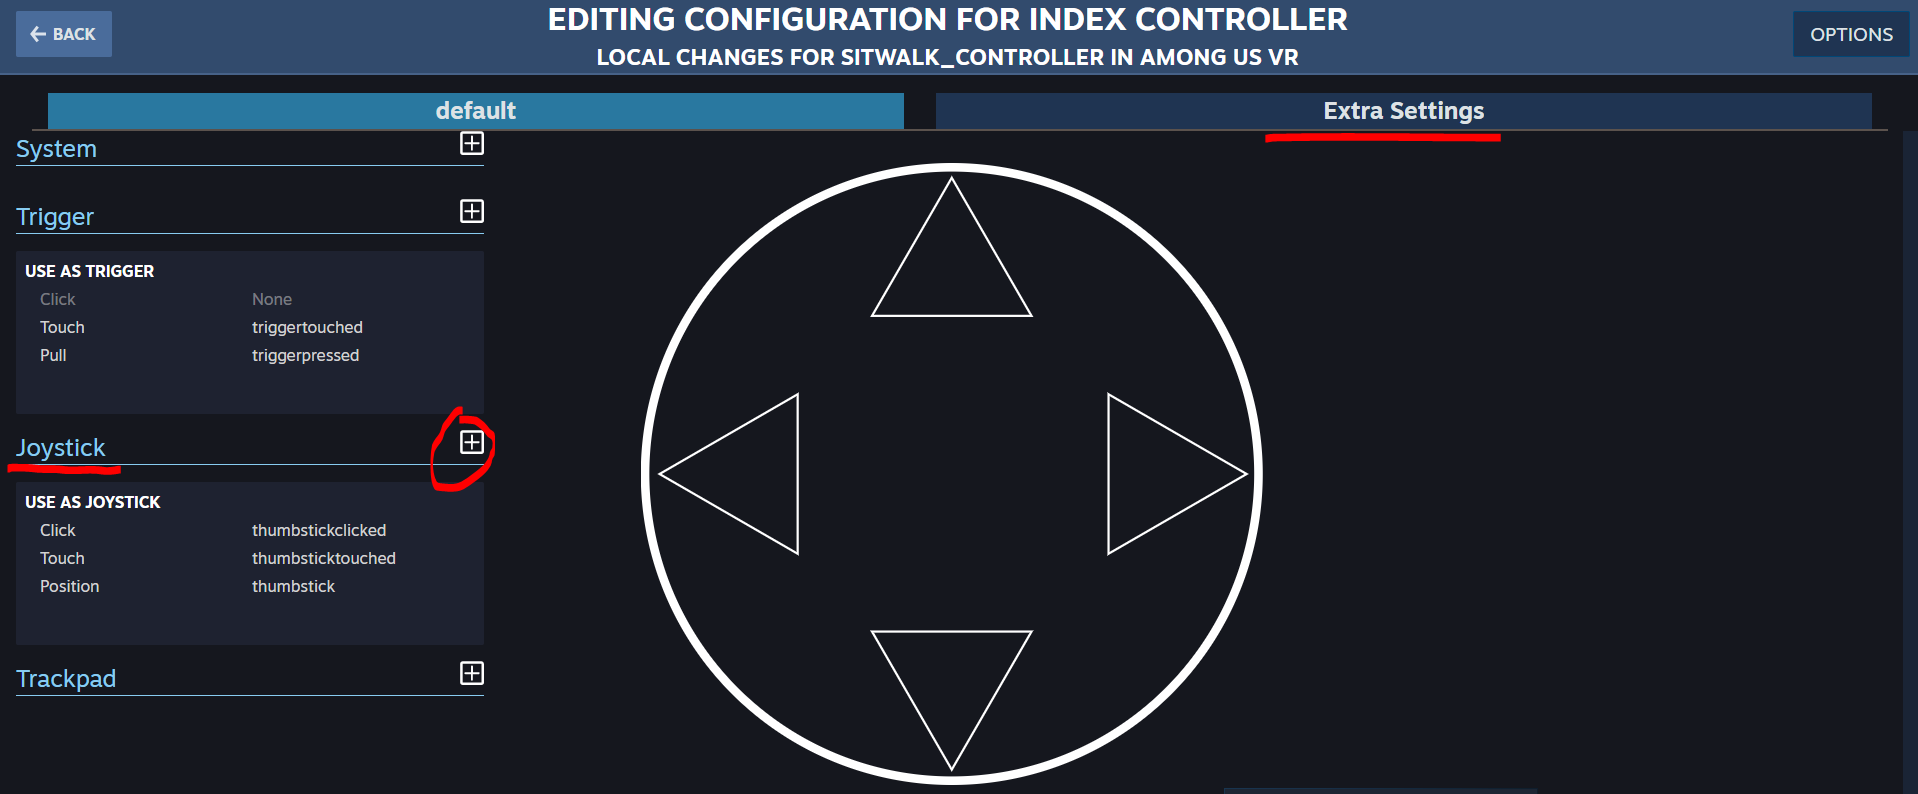 BACK
EDITING CONFIGURATION FOR INDEX CONTROLLER
LOCAL CHANGES FOR SITWALK_CONTROLLER IN AMONG US VR
OPTIONS
default
Extra Settings
System
Trigger
USE AS TRIGGER
Click None
Touch triggertouched
Pull triggerpressed
Joystick
USE AS JOYSTICK
Click thumbstickclicked
Touch thumbsticktouched
Position thumbstick
Trackpad